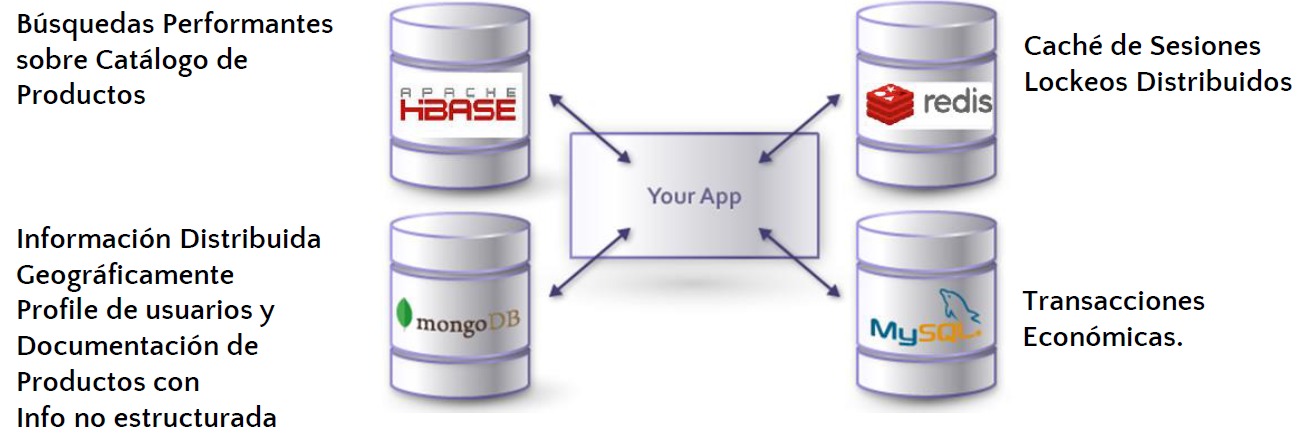 Búsquedas Performantes
sobre Catálogo de
Productos
APACHE
HBASE
Información Distribuida
Geográficamente
Profile de usuarios y
Documentación de
Productos con
Info no estructurada
mongoDB
Your App
redis
Caché de Sesiones
Lockeos Distribuidos
MySQL
Transacciones
Económicas.